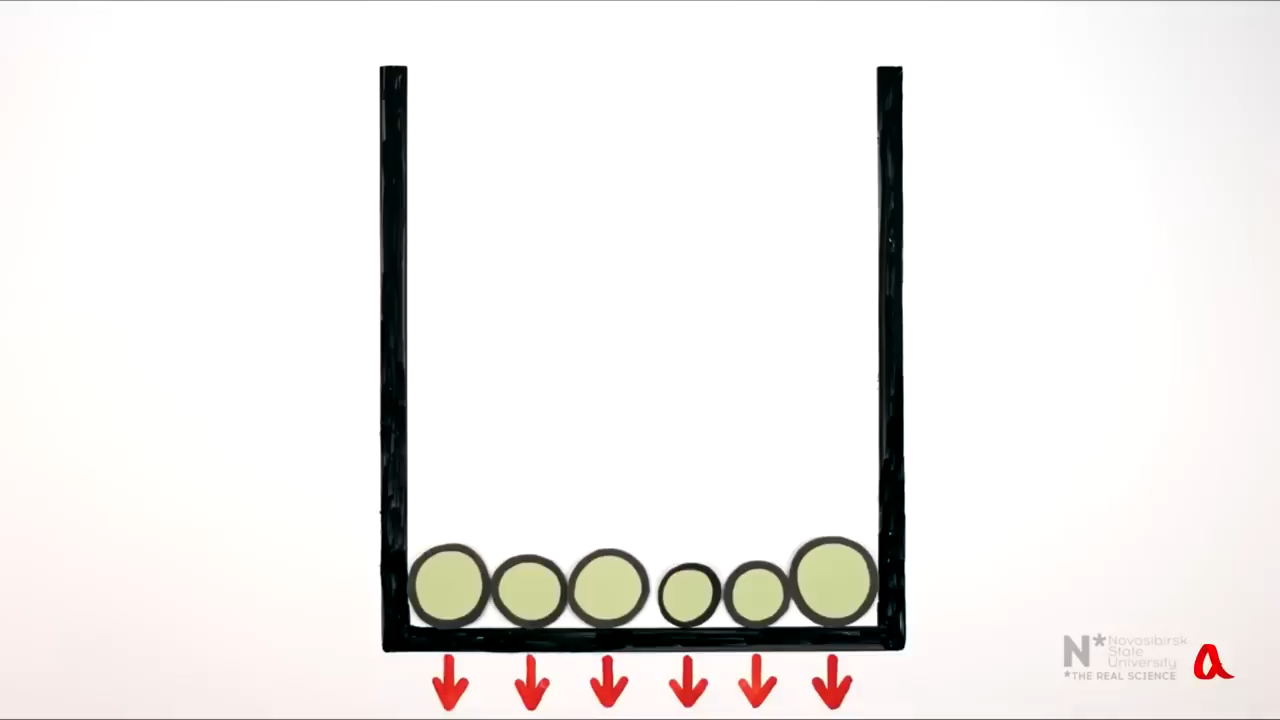 N*
Novosibirsk
State
University
*THE REAL SCIENCE
a